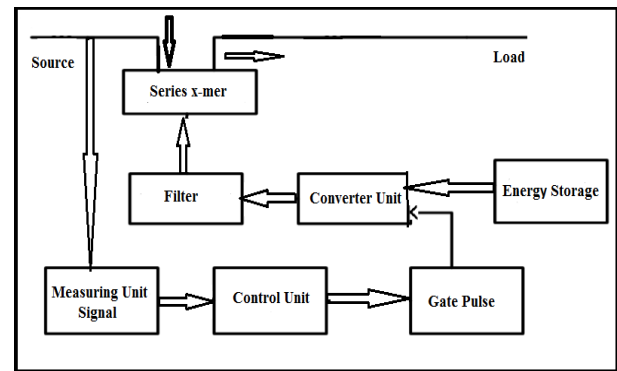 Source
Load
Series x-mer
Filter
Converter Unit
Energy Storage
Measuring Unit
Signal
Control Unit
Gate Pulse